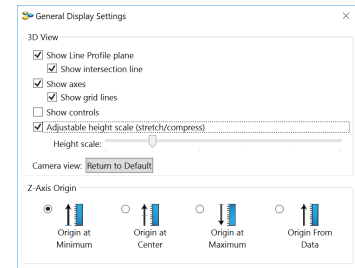 General Display Settings
3D View
Show Line Profile plane
Show intersection line
Show axes
Show grid lines
Show controls
Adjustable height scale (stretch/compress)
Height scale:
Camera view: Return to Default
Z-Axis Origin
Origin at Minimum
Origin at Center
Origin at Maximum
Origin From Data